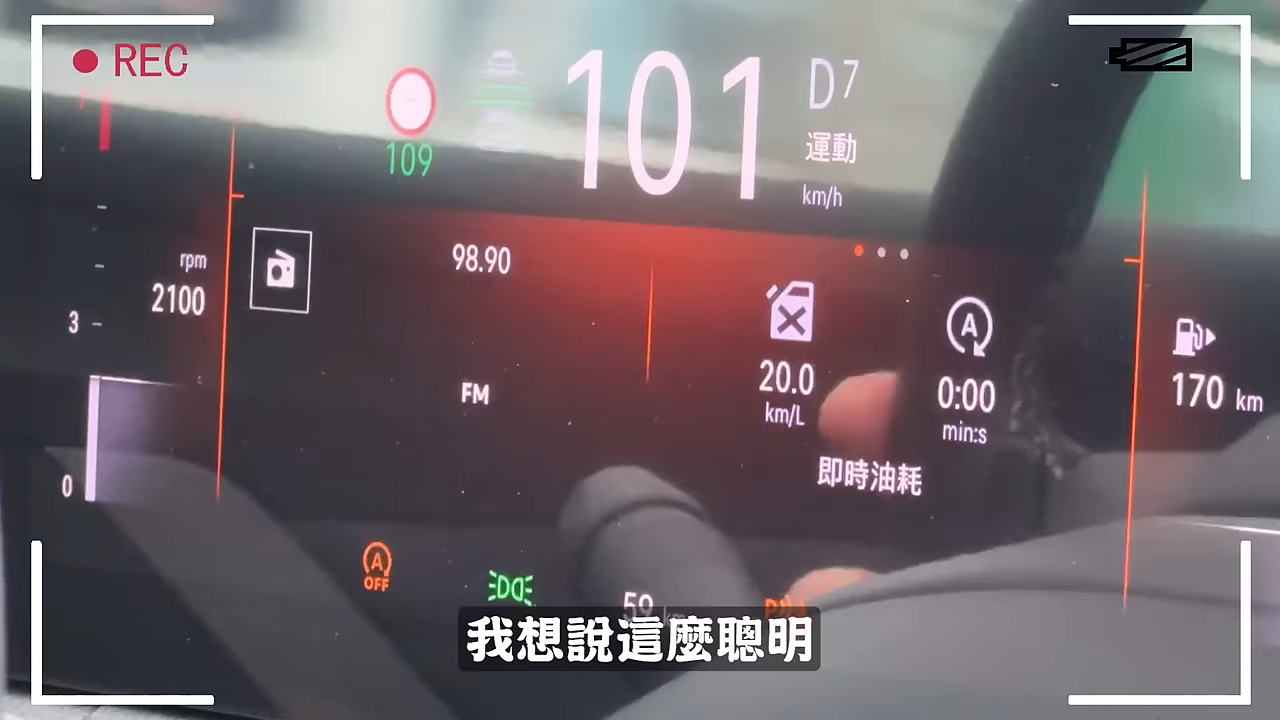 REC
101
D7
109
運動
km/h
98.90
rpm
2100
3
20.0
km/L
A
0:00
min:s
170 km
FM
即時油耗
0
A
OFF
59
我想說這麼聰明